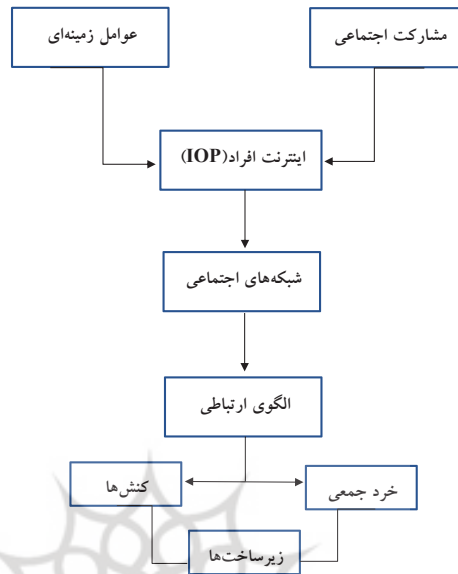 مشارکت اجتماعی
عوامل زمینه‌ای
اینترنت افراد(IOP)
شبکه‌های اجتماعی
الگوی ارتباطی
خرد جمعی
کنش‌ها
زیرساخت‌ها